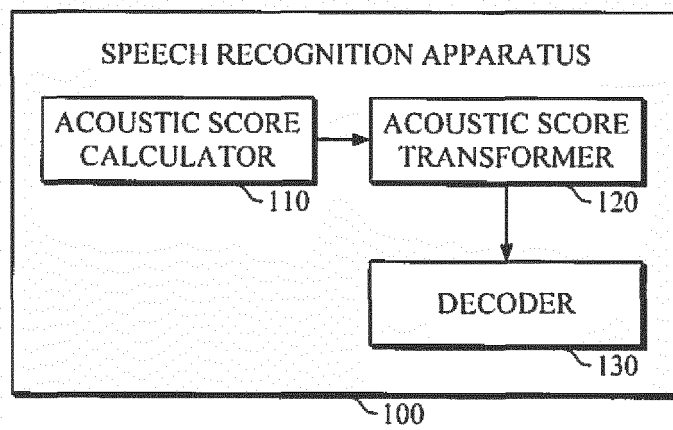 SPEECH RECOGNITION APPARATUS
ACOUSTIC SCORE
CALCULATOR
110
ACOUSTIC SCORE
TRANSFORMER
120
DECODER
130
100